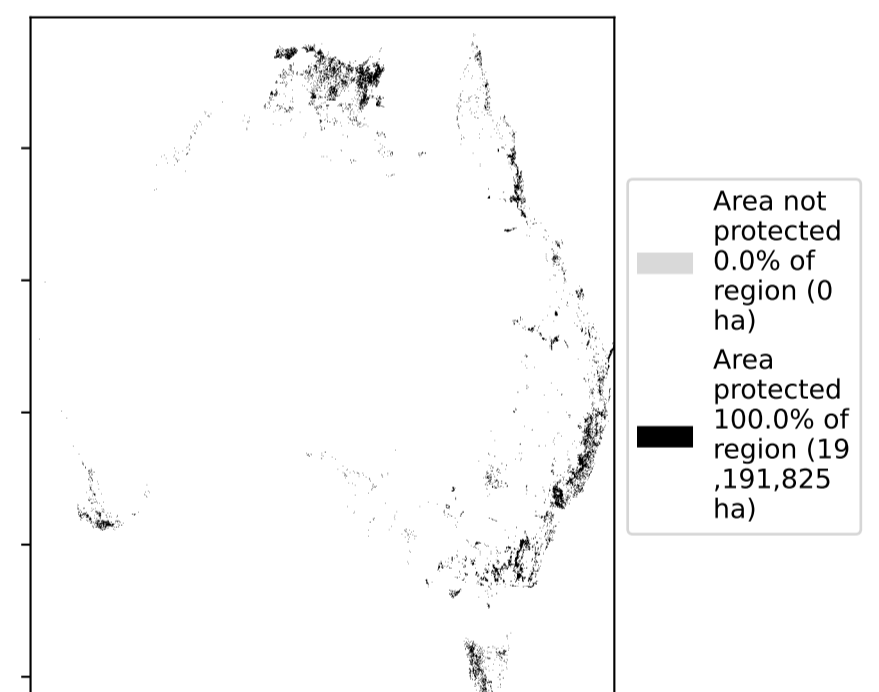 Area not
protected
0.0% of
region (0
ha)
Area
protected
100.0% of
region (19
,191,825
ha)